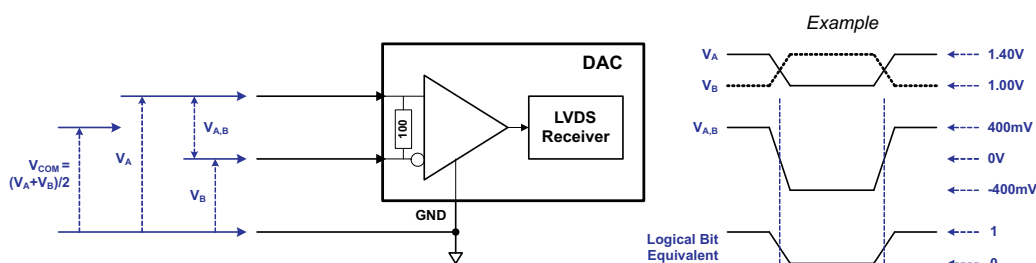 Example
DAC
V_A
1.40V
V_B
1.00V
100
LVDS
Receiver
V_A,B
V_A,B
400mV
V_COM =
(V_A+V_B)/2
V_A
0V
V_B
-400mV
GND
Logical Bit
Equivalent
1
0